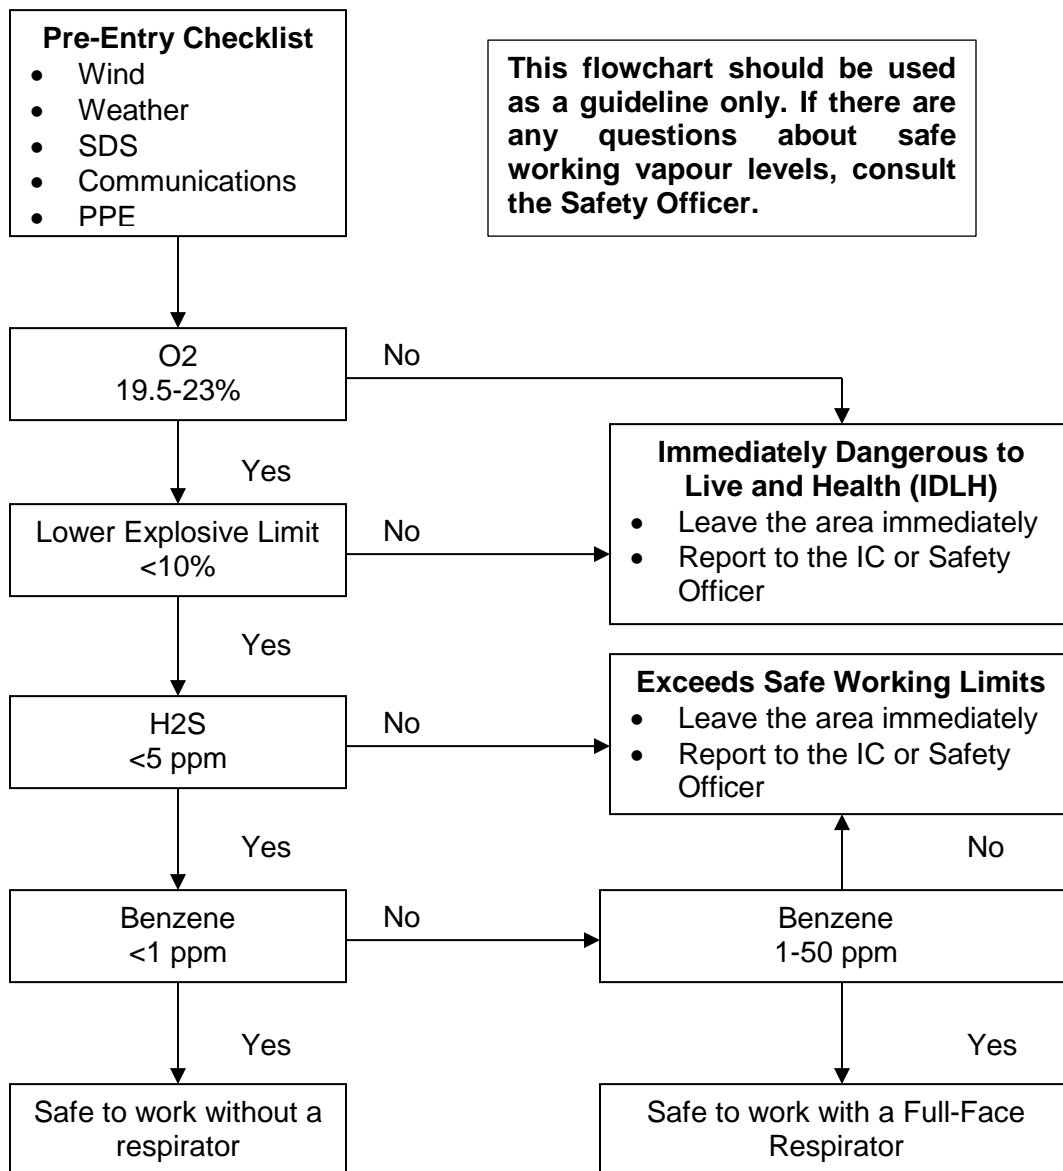 Pre-Entry Checklist
• Wind
• Weather
• SDS
• Communications
• PPE
This flowchart should be used
as a guideline only. If there are
any questions about safe
working vapour levels, consult
the Safety Officer.
O2
19.5-23%
No
Yes
Immediately Dangerous to
Live and Health (IDLH)
• Leave the area immediately
• Report to the IC or Safety
Officer
Lower Explosive Limit
<10%
No
Yes
Exceeds Safe Working Limits
• Leave the area immediately
• Report to the IC or Safety
Officer
H2S
<5 ppm
No
Yes
No
Benzene
<1 ppm
No
Benzene
1-50 ppm
Yes
Yes
Safe to work without a
respirator
Safe to work with a Full-Face
Respirator